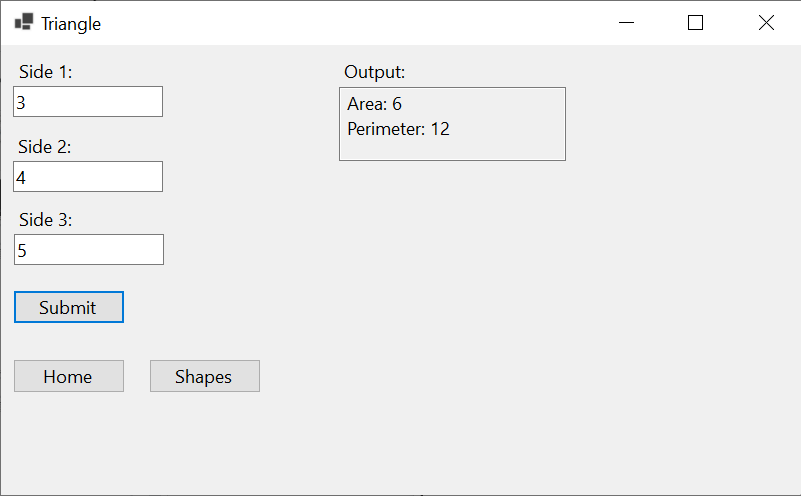 Triangle
Side 1:
3
Side 2:
4
Side 3:
5
Submit
Home
Shapes
Output:
Area: 6
Perimeter: 12